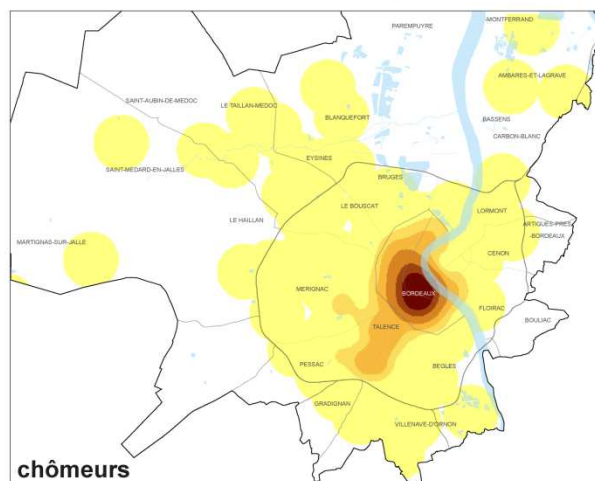 -MONTFERRAND
PAREMPUYRE
AMBARES-ET-LAGRAVE
SAINT-AUBIN-DE-MEDOC
LE TAILLAN-MEDOC
BLANQUEFORT
BASSENS
CARBON-BLANC
EYSINES
SAINT-MEDARD-EN-JALLES
BRUGES
LE BOUSCAT
LORMONT
LE HAILLAN
ARTIGUES-PRES
-BORDEAUX
MARTIGNAS-SUR-JALLE
CENON
MERIGNAC
BORDEAUX
FLOIRAC
BOULIAC
TALENCE
PESSAC
BEGLES
GRADIGNAN
VILLENAVE-D'ORNON
chômeurs